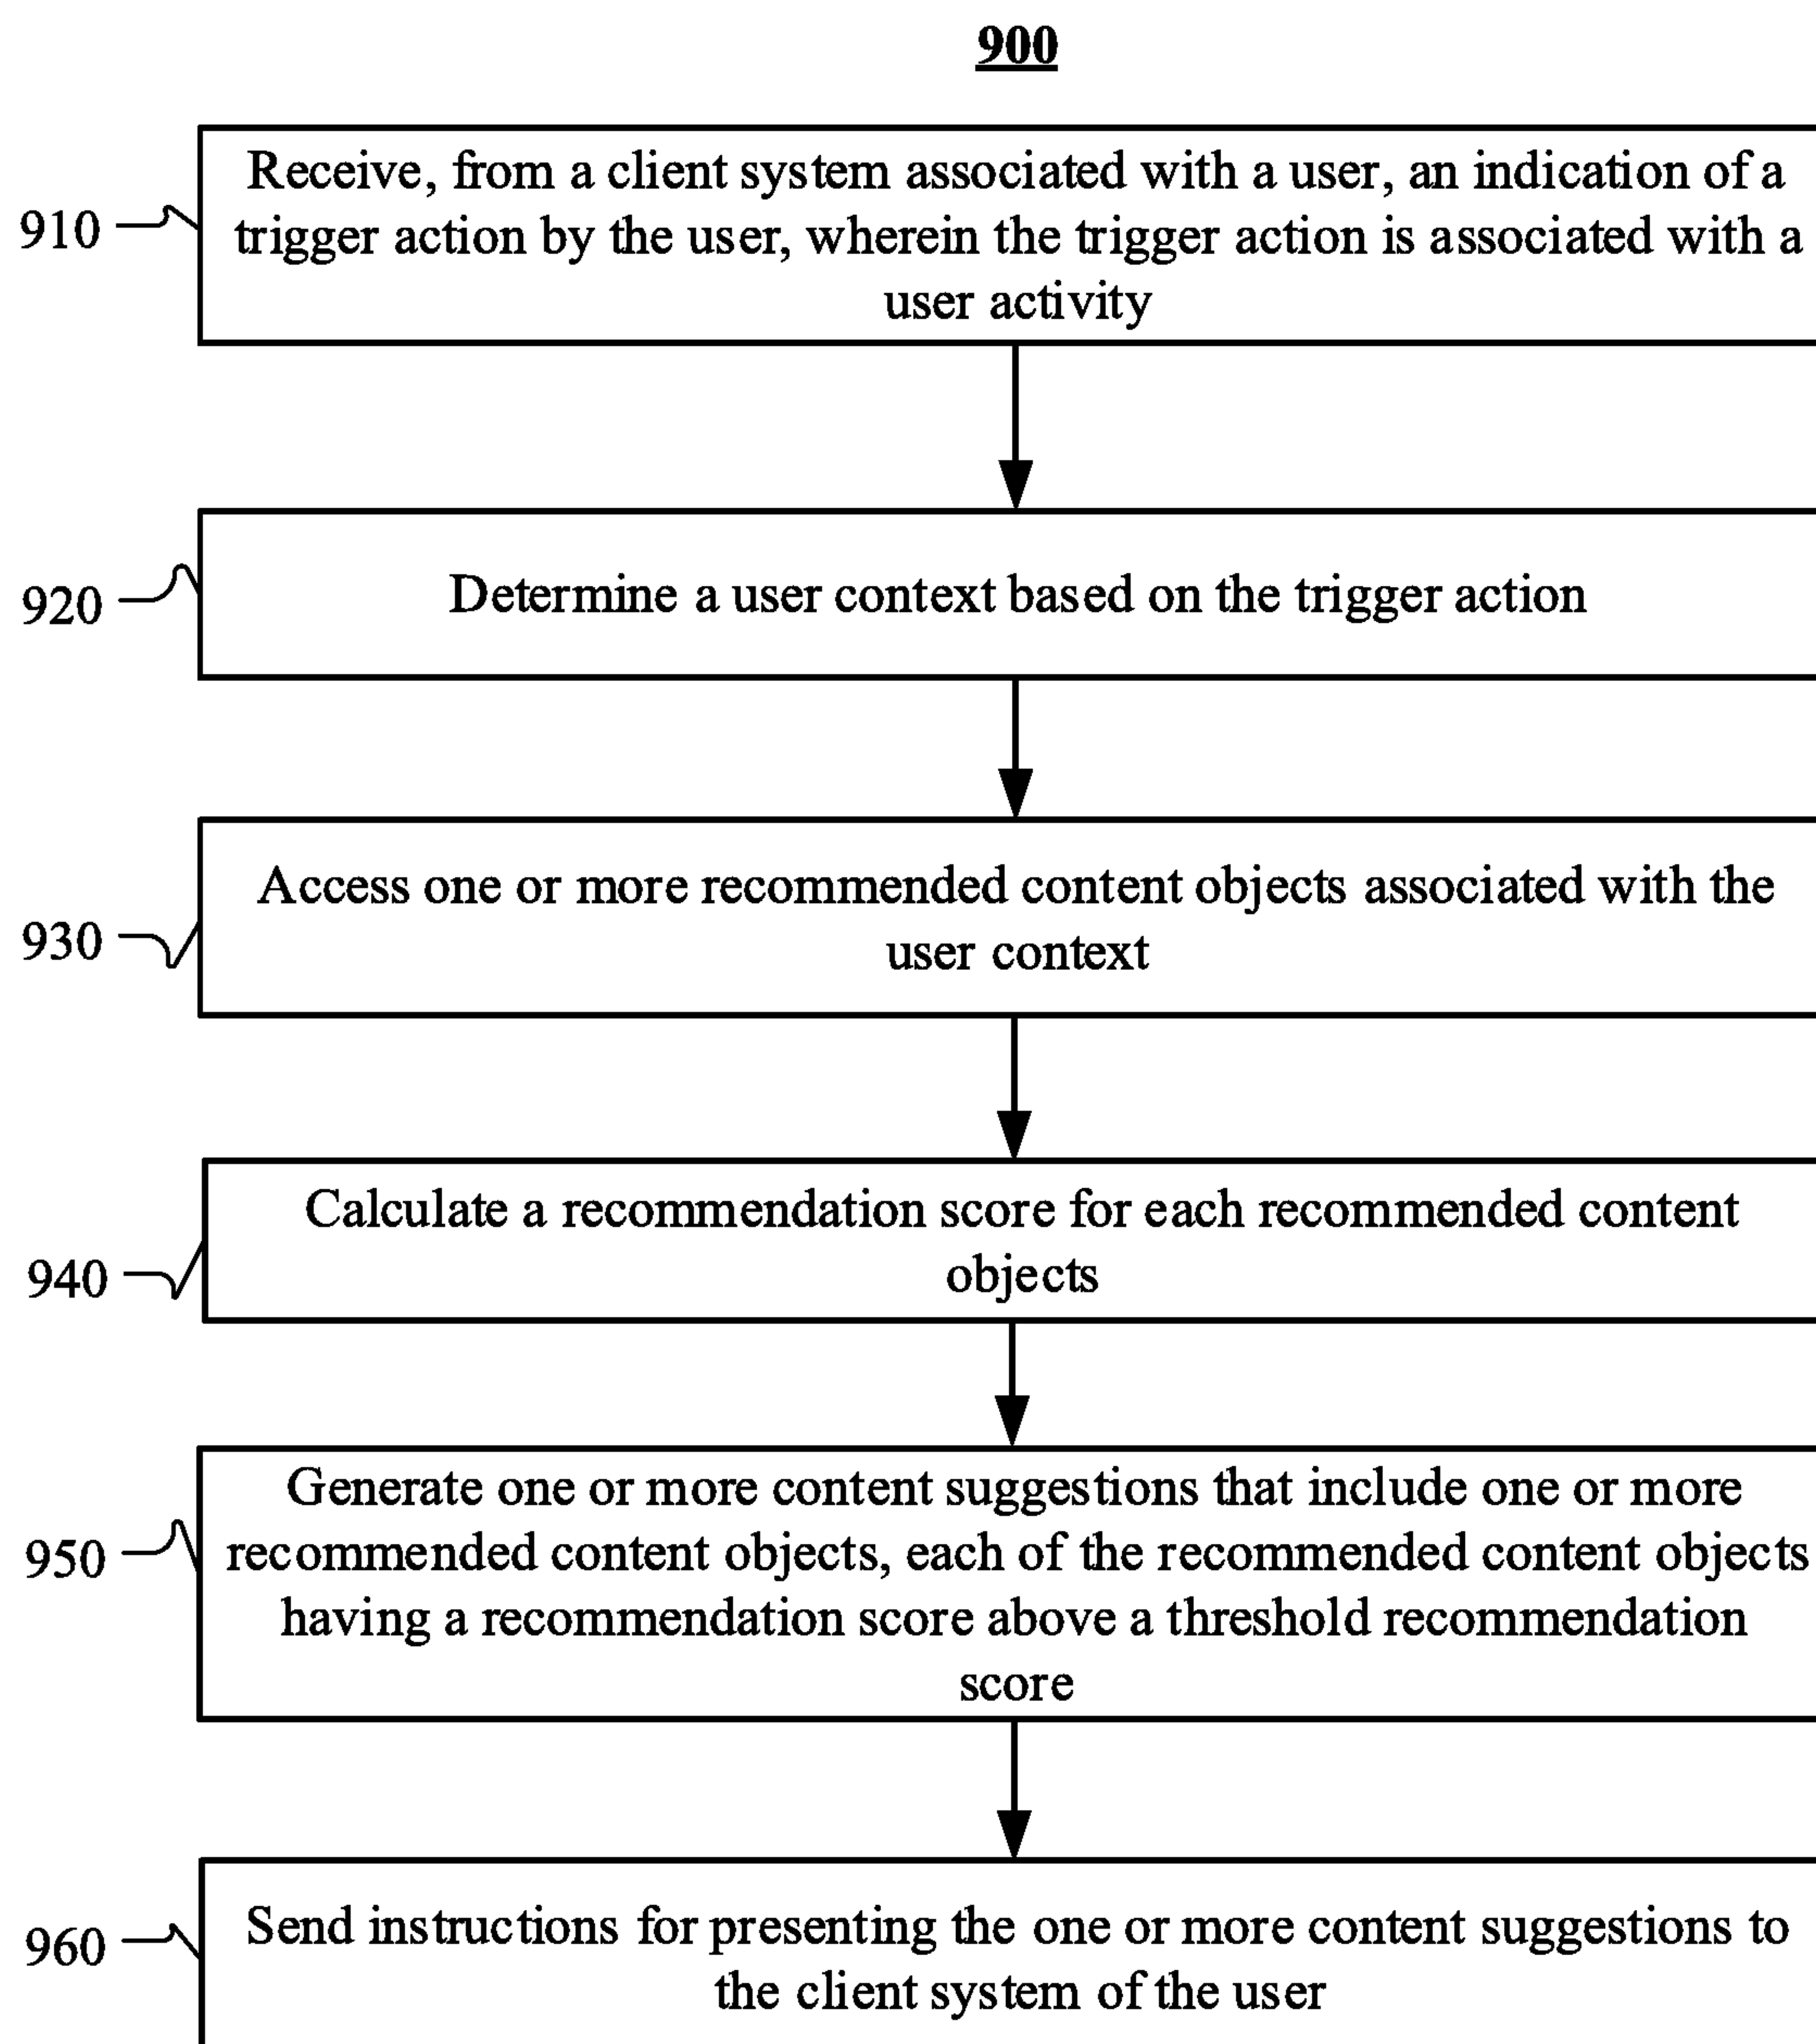 900
910
Receive, from a client system associated with a user, an indication of a
trigger action by the user, wherein the trigger action is associated with a
user activity
920
Determine a user context based on the trigger action
930
Access one or more recommended content objects associated with the
user context
940
Calculate a recommendation score for each recommended content
objects
950
Generate one or more content suggestions that include one or more
recommended content objects, each of the recommended content objects
having a recommendation score above a threshold recommendation
score
960
Send instructions for presenting the one or more content suggestions to
the client system of the user